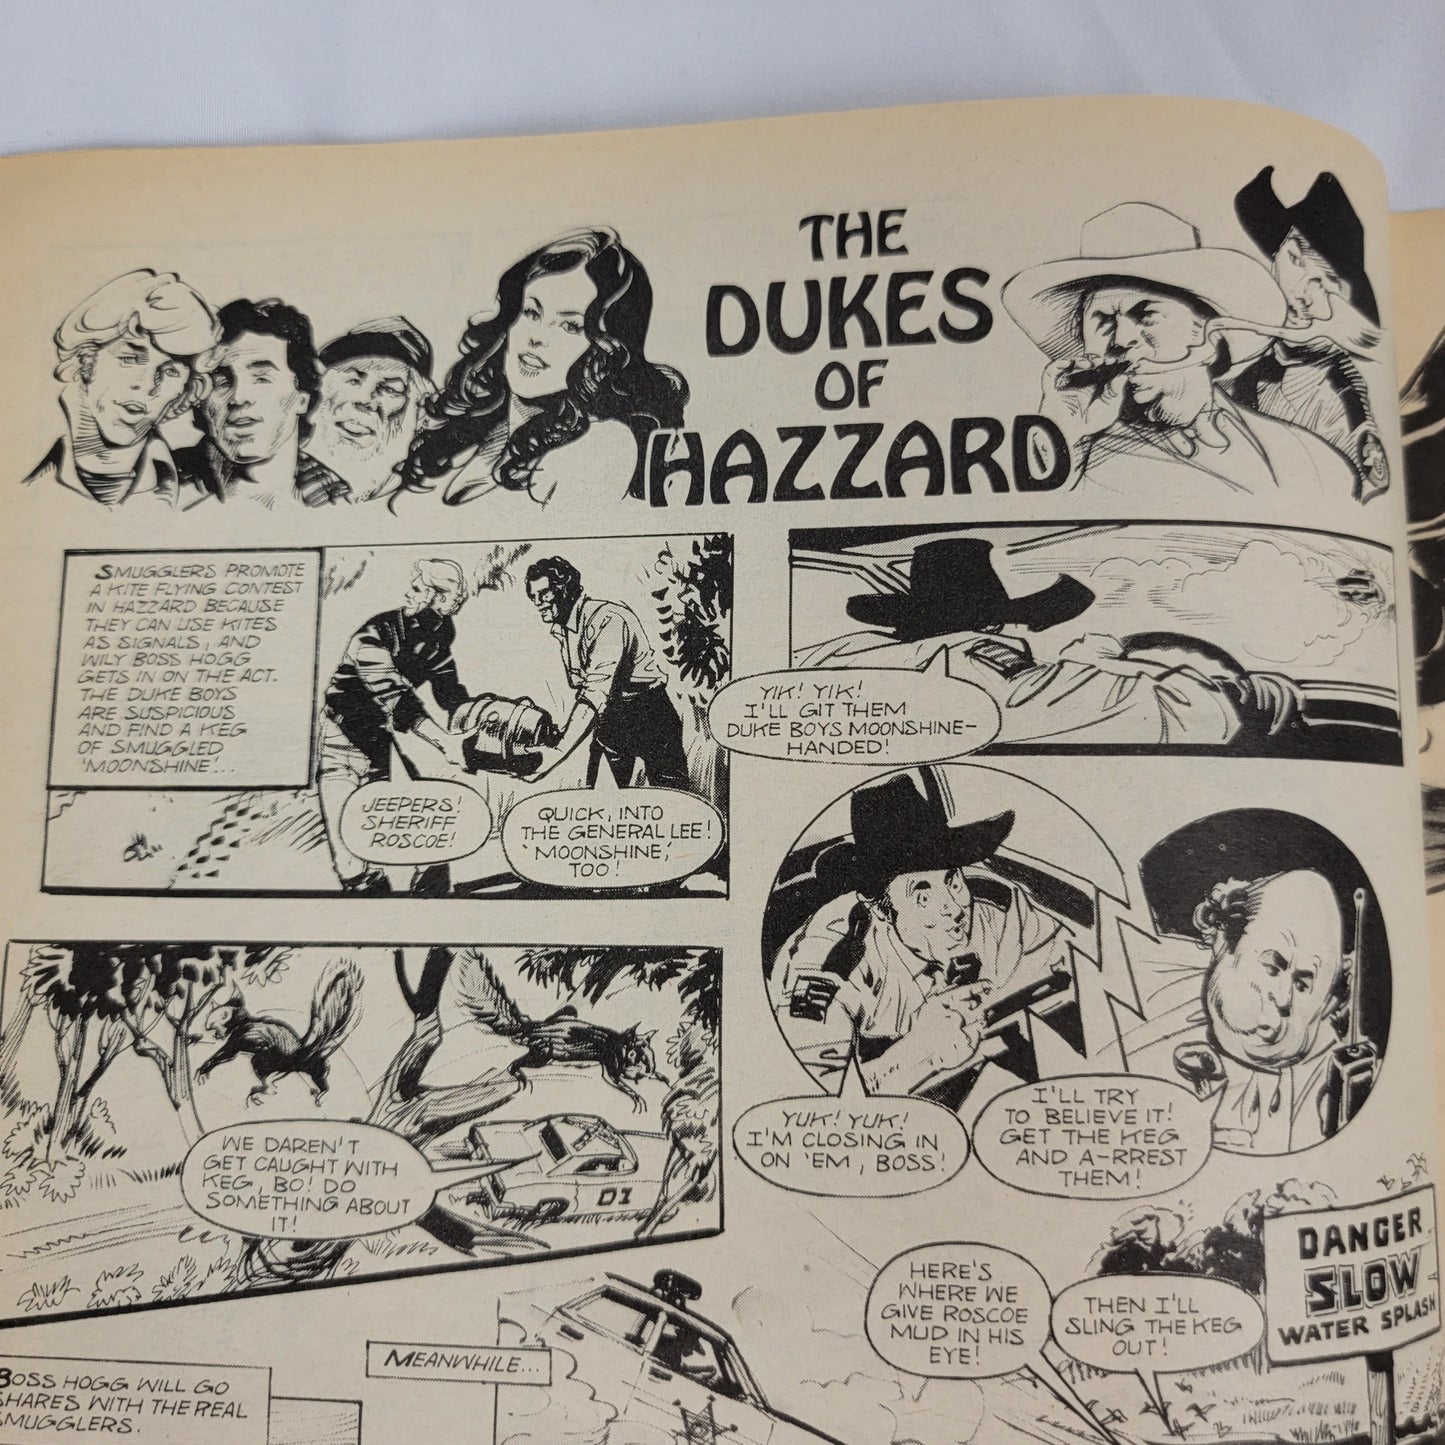 THE
DUKES
OF
HAZZARD
SMUGGLERS PROMOTE
A KITE FLYING CONTEST
IN HAZZARD BECAUSE
THEY CAN USE KITES
AS SIGNALS, AND
WILY BOSS HOGG
GETS IN ON THE ACT.
THE DUKE BOYS
ARE SUSPICIOUS
AND FIND A KEG
OF SMUGGLED
'MOONSHINE'...
JEEPERS!
SHERIFF
ROSCOE!
QUICK, INTO
THE GENERAL LEE!
'MOONSHINE,'
TOO!
YIK! YIK!
I'LL GIT THEM
DUKE BOYS MOONSHINE-
HANDED!
YUK! YUK!
I'M CLOSING IN
ON 'EM, BOSS!
I'LL TRY
TO BELIEVE IT!
GET THE KEG
AND A-RREST
THEM!
WE DAREN'T
GET CAUGHT WITH
KEG, BO! DO
SOMETHING ABOUT
IT!
01
HERE'S
WHERE WE
GIVE ROSCOE
MUD IN HIS
EYE!
THEN I'LL
SLING THE KEG
OUT!
DANGER
SLOW
WATER SPLASH
BOSS HOGG WILL GO
SHARES WITH THE REAL
SMUGGLERS.
MEANWHILE...